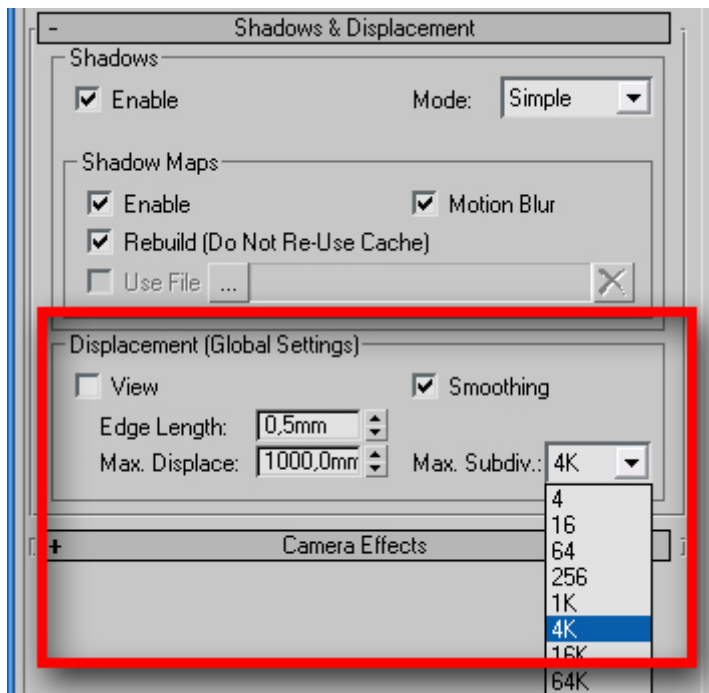 - Shadows & Displacement
Shadows
Enable Mode: Simple
Shadow Maps
Enable Motion Blur
Rebuild (Do Not Re-Use Cache)
Use File ...
Displacement (Global Settings)
View Smoothing
Edge Length: 0,5mm
Max. Displace: 1000,0mm Max. Subdiv.: 4K
4
16
+ Camera Effects 64
256
1K
4K
16K
64K